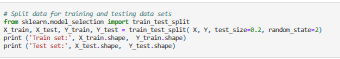 # Split data for training and testing data sets
from sklearn.model_selection import train_test_split
X_train, X_test, Y_train, Y_test = train_test_split( X, Y, test_size=0.2, random_state=2)
print ('Train set:', X_train.shape,  Y_train.shape)
print ('Test set:', X_test.shape,  Y_test.shape)